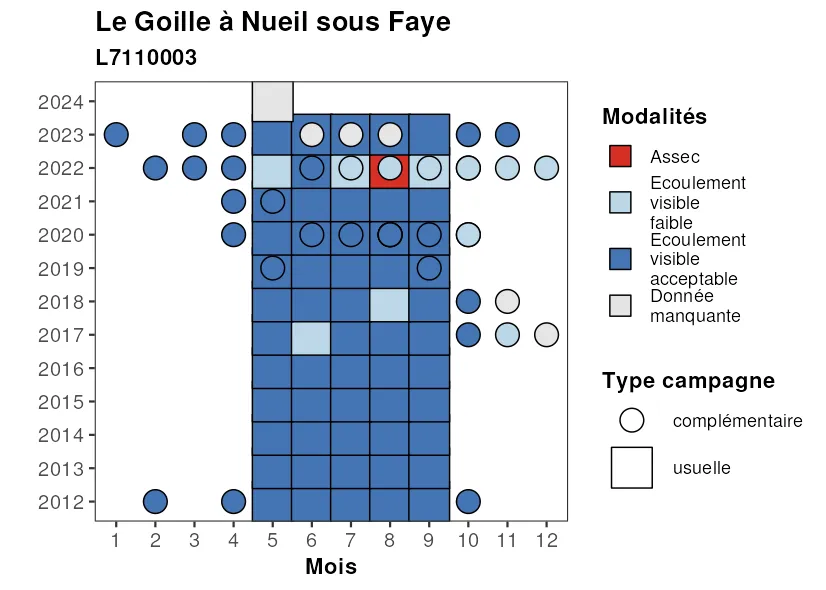 Le Goille à Nueil sous Faye
L7110003
2024
2023
2022
2021
2020
2019
2018
2017
2016
2015
2014
2013
2012
1 2 3 4 5 6 7 8 9 10 11 12
Mois
Modalités
Assec
Ecoulement
visible
faible
Ecoulement
visible
acceptable
Donnée
manquante
Type campagne
complémentaire
usuelle